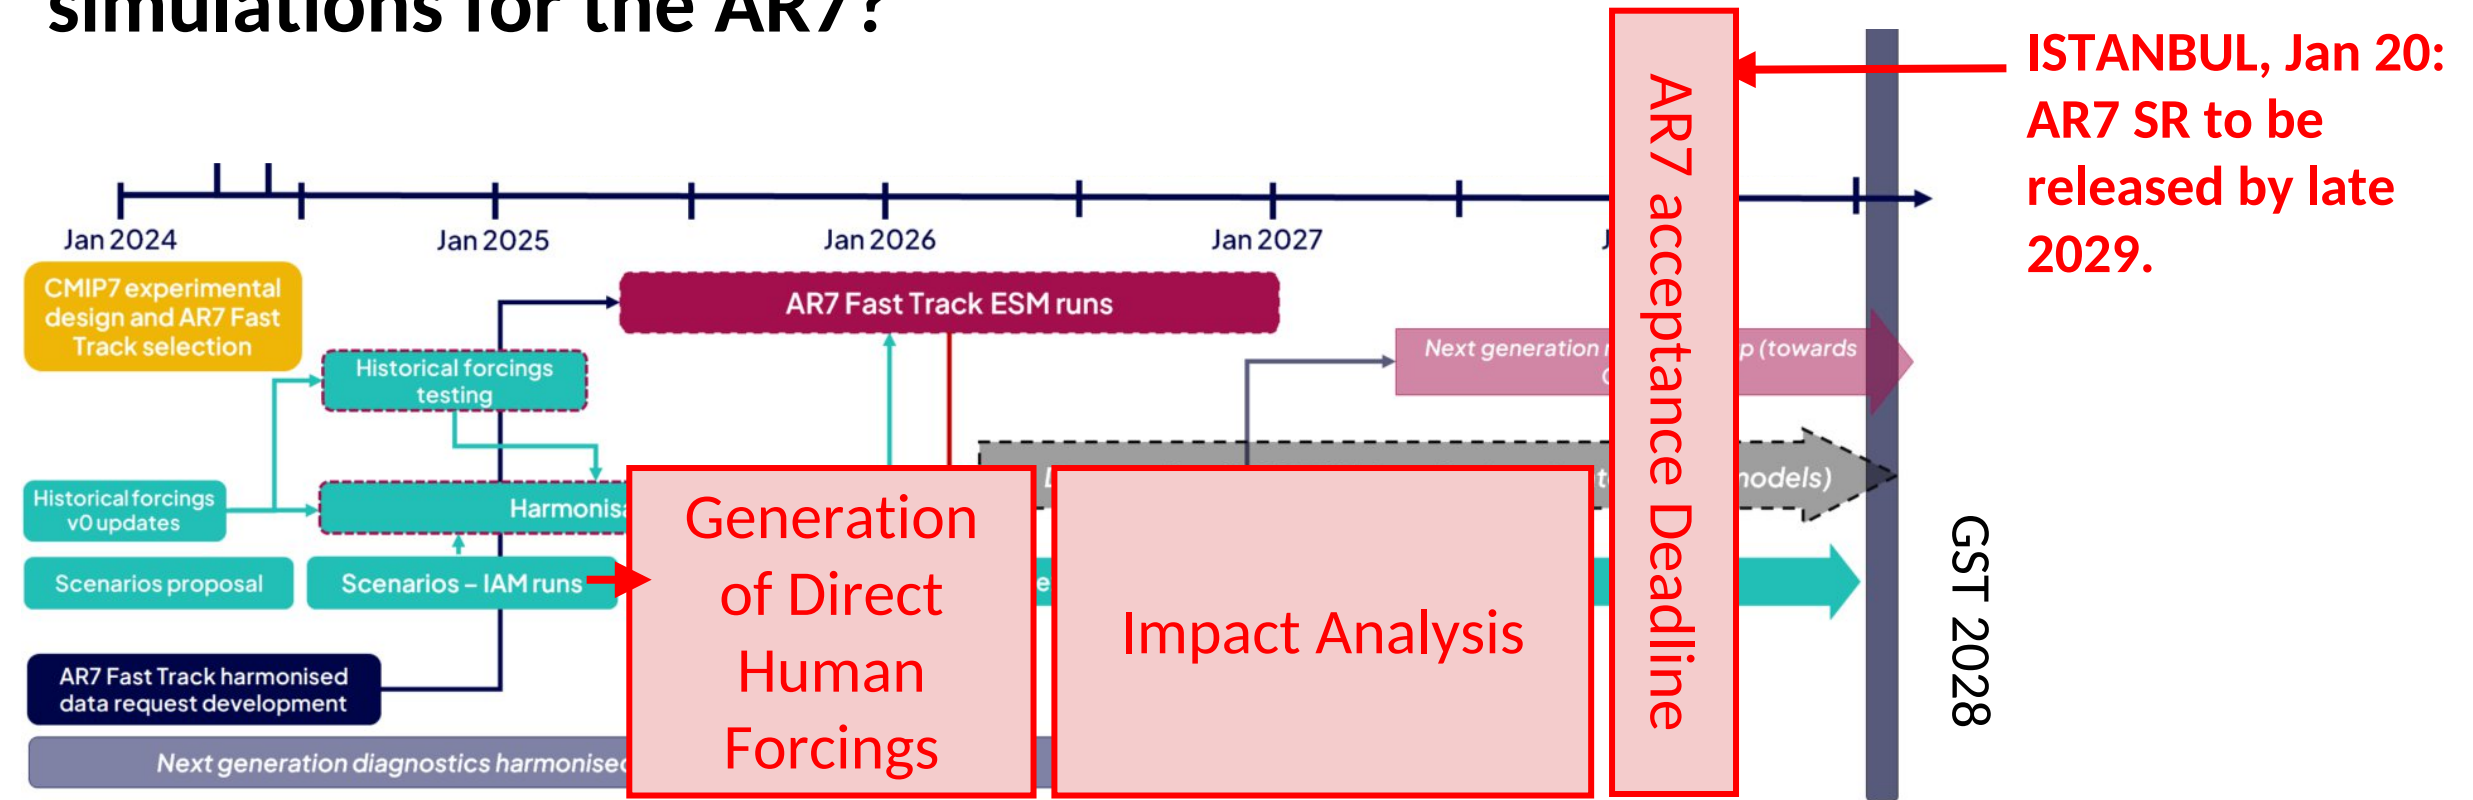 simulations for the AR7?
ISTANBUL, Jan 20:
AR7 SR to be
released by late
2029.
Jan 2024
Jan 2025
Jan 2026
Jan 2027
CMIP7 experimental
design and AR7 Fast
Track selection
AR7 Fast Track ESM runs
Historical forcings
testing
Next generation
p (towards
AR7 acceptance Deadline
Historical forcings
v0 updates
Harmonisa
nodels)
Scenarios proposal
Scenarios – IAM runs
Generation
of Direct
Human
Forcings
Impact Analysis
GST 2028
AR7 Fast Track harmonised
data request development
Next generation diagnostics harmonised